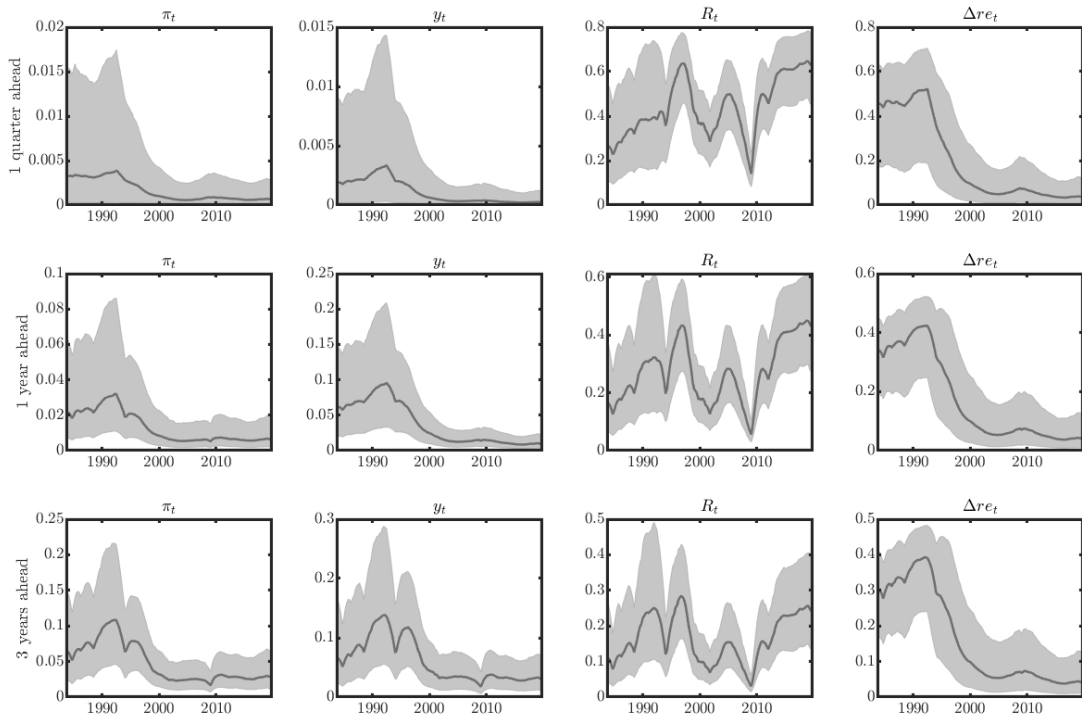 π_t y_t R_t Δre_t
1 quarter ahead
0.02 0.015 0.01 0.005 0
0.015 0.01 0.005 0
0.8 0.6 0.4 0.2 0
0.8 0.6 0.4 0.2 0
1990 2000 2010 1990 2000 2010 1990 2000 2010 1990 2000 2010
π_t y_t R_t Δre_t
1 year ahead
0.1 0.08 0.06 0.04 0.02 0
0.25 0.2 0.15 0.1 0.05 0
0.6 0.4 0.2 0
0.6 0.4 0.2 0
1990 2000 2010 1990 2000 2010 1990 2000 2010 1990 2000 2010
π_t y_t R_t Δre_t
3 years ahead
0.25 0.2 0.15 0.1 0.05 0
0.3 0.2 0.1 0
0.5 0.4 0.3 0.2 0.1 0
0.5 0.4 0.3 0.2 0.1 0
1990 2000 2010 1990 2000 2010 1990 2000 2010 1990 2000 2010